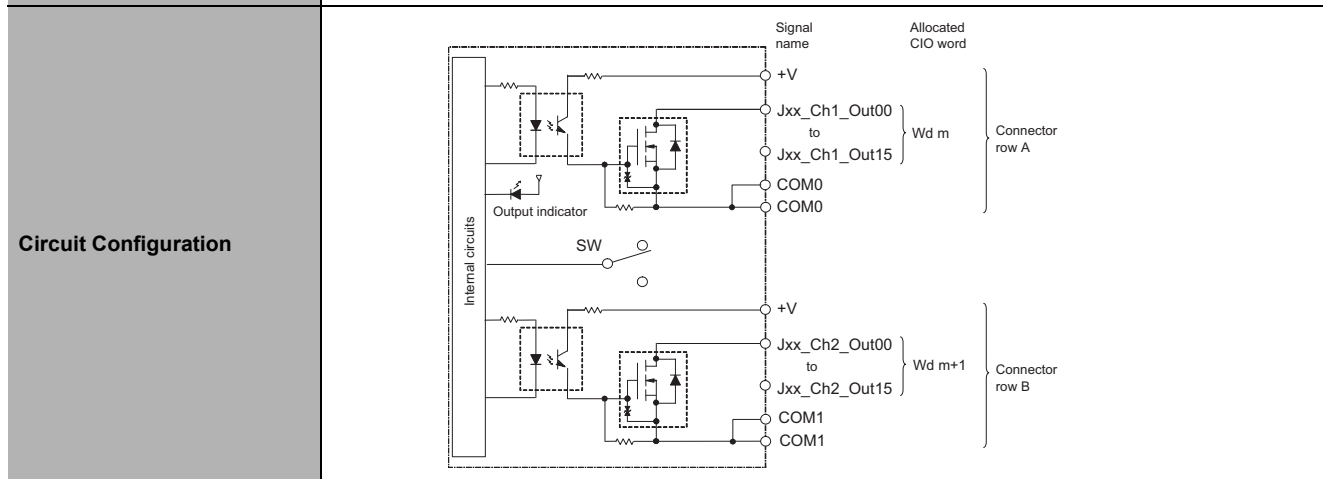 Circuit Configuration
Signal
name
Allocated
CIO word
+V
Jxx_Ch1_Out00
to
Jxx_Ch1_Out15
Wd m
Connector
row A
COM0
COM0
Output indicator
Internal circuits
SW
+V
Jxx_Ch2_Out00
to
Jxx_Ch2_Out15
Wd m+1
Connector
row B
COM1
COM1